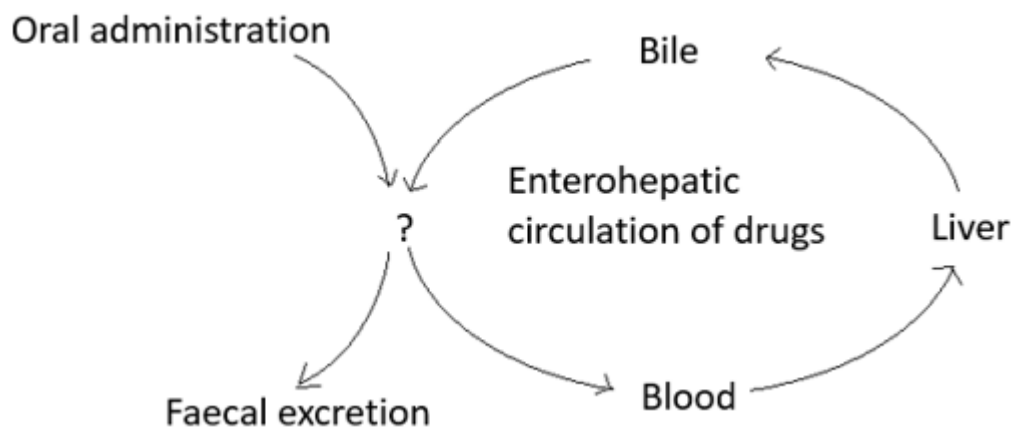 Oral administration
Bile
Enterohepatic
circulation of drugs
?
Liver
Blood
Faecal excretion